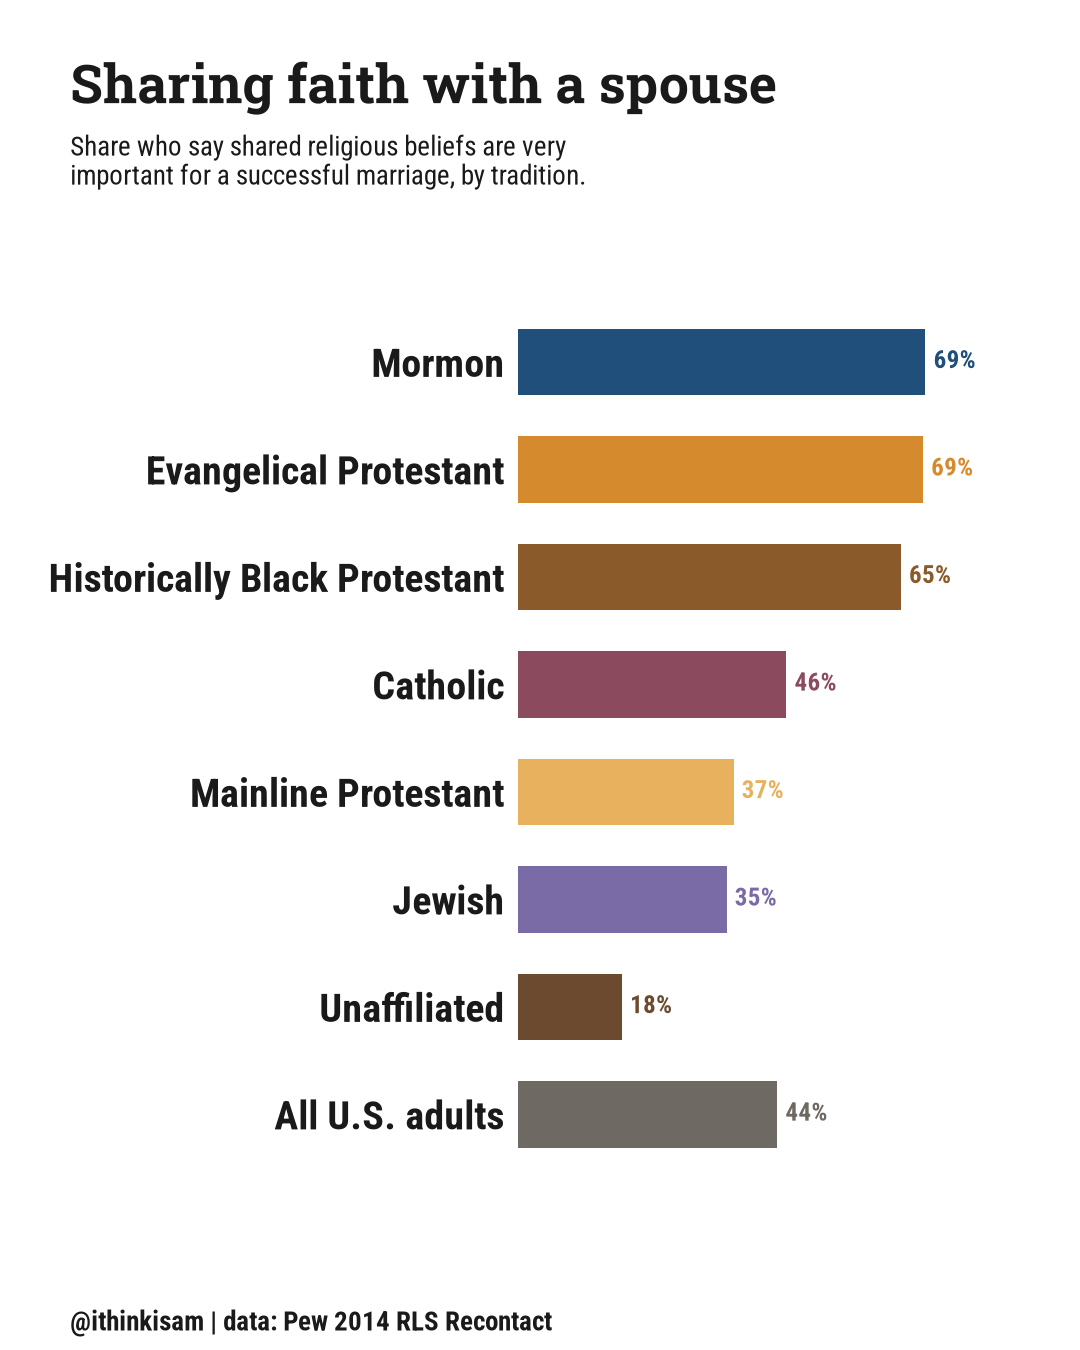 Sharing faith with a spouse
Share who say shared religious beliefs are very
important for a successful marriage, by tradition.
Mormon 69%
Evangelical Protestant 69%
Historically Black Protestant 65%
Catholic 46%
Mainline Protestant 37%
Jewish 35%
Unaffiliated 18%
All U.S. adults 44%
@ithinkisam | data: Pew 2014 RLS Recontact